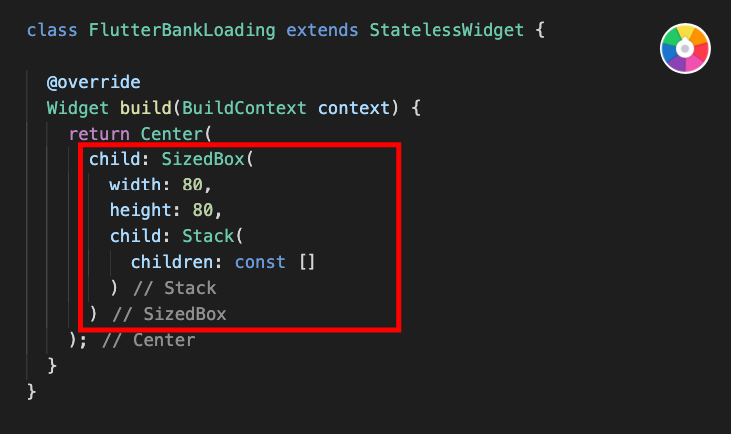 class FlutterBankLoading extends StatelessWidget {
@override
Widget build(BuildContext context) {
return Center(
child: SizedBox(
width: 80,
height: 80,
child: Stack(
children: const []
) // Stack
) // SizedBox
); // Center
}
}